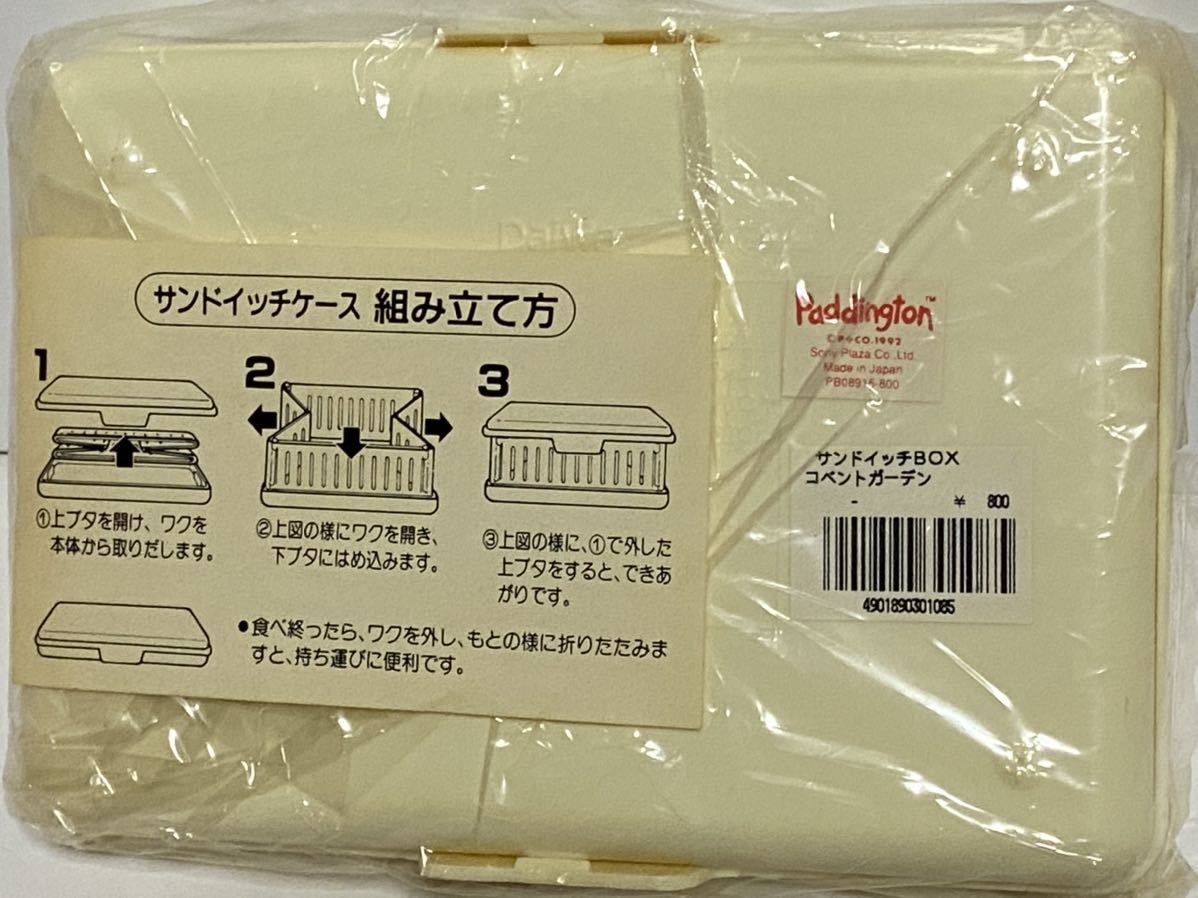 サンドイッチケース 組み立て方
1
①上ブタを開け、ワクを
本体から取りだします。
2
②上図の様にワクを開き、
下ブタにはめ込みます。
3
③上図の様に、①で外した
上ブタをすると、できあ
がりです。
●食べ終ったら、ワクを外し、もとの様に折りたたみま
すと、持ち運びに便利です。
Paddington™
Sony Plaza Co.,Ltd.
Made in Japan
PB08915-800
サンドイッチBOX
コベントガーデン
- ¥ 800
4901890301085